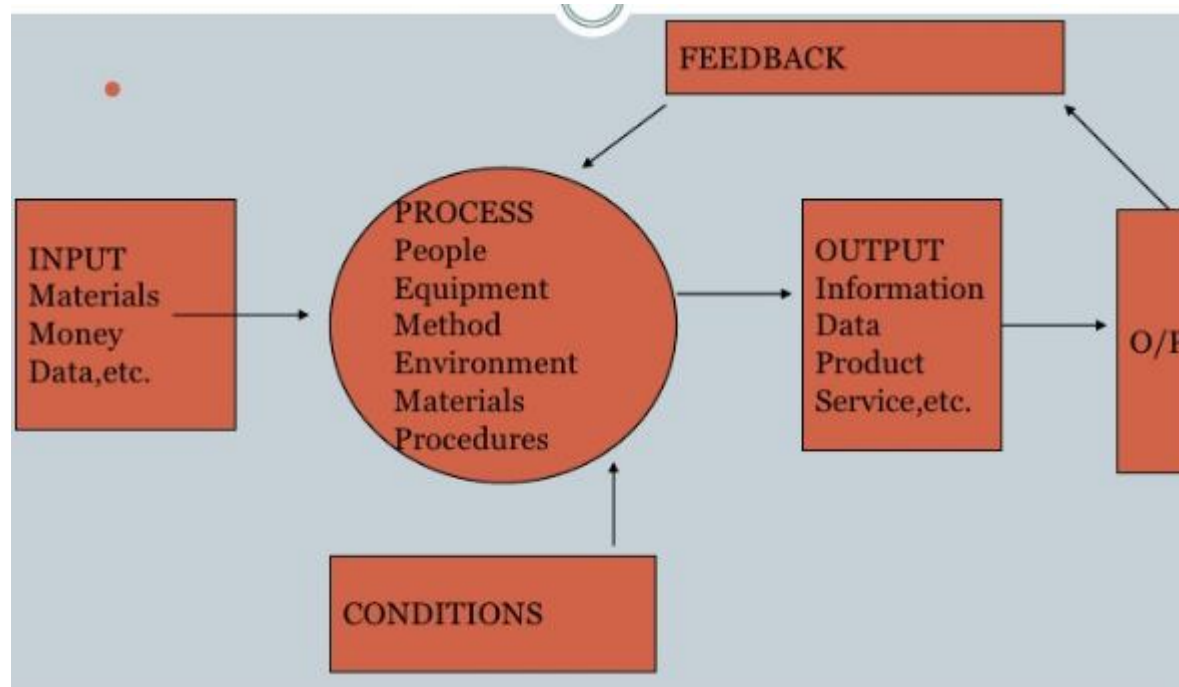 FEEDBACK
INPUT
Materials
Money
Data,etc.
PROCESS
People
Equipment
Method
Environment
Materials
Procedures
OUTPUT
Information
Data
Product
Service,etc.
CONDITIONS